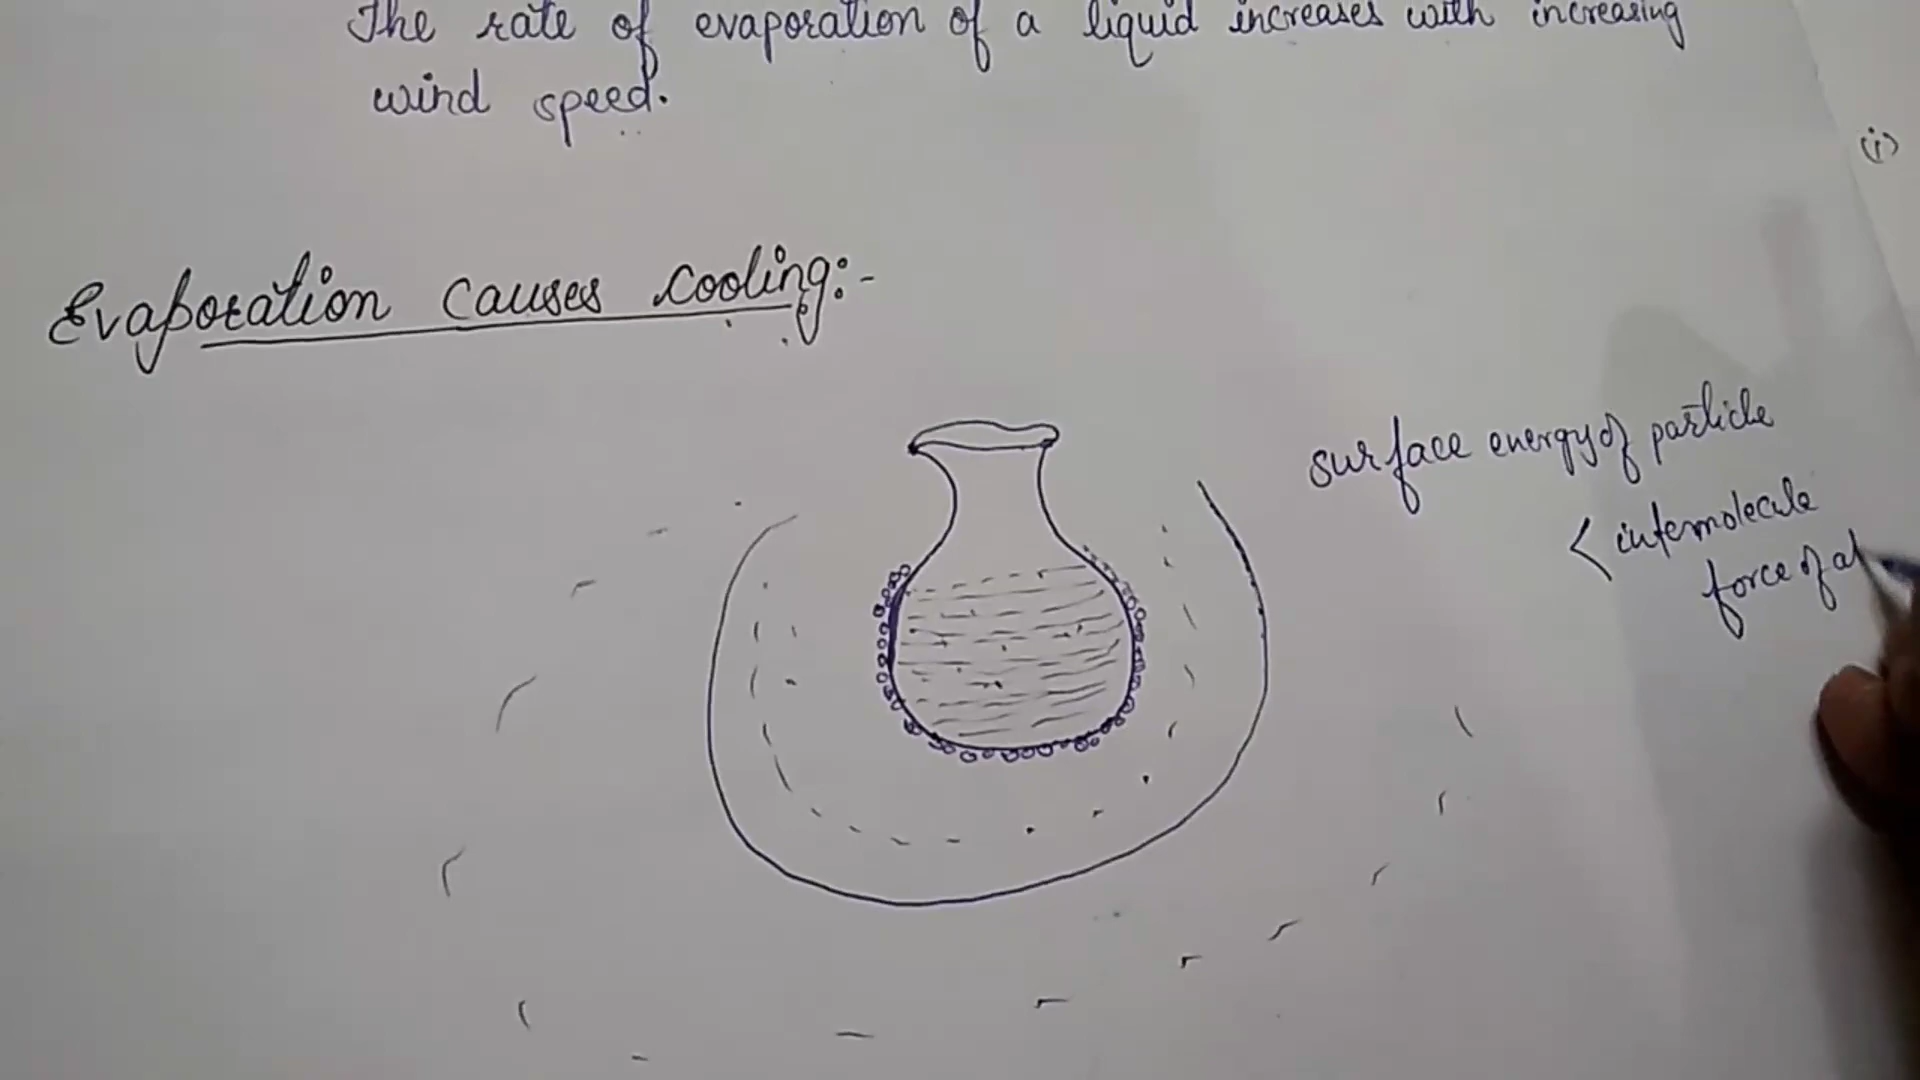 The rate of evaporation of a liquid increases with increasing
wind speed.
(i)
Evaporation causes cooling:-
surface energy of particle
< intermolecule
force of